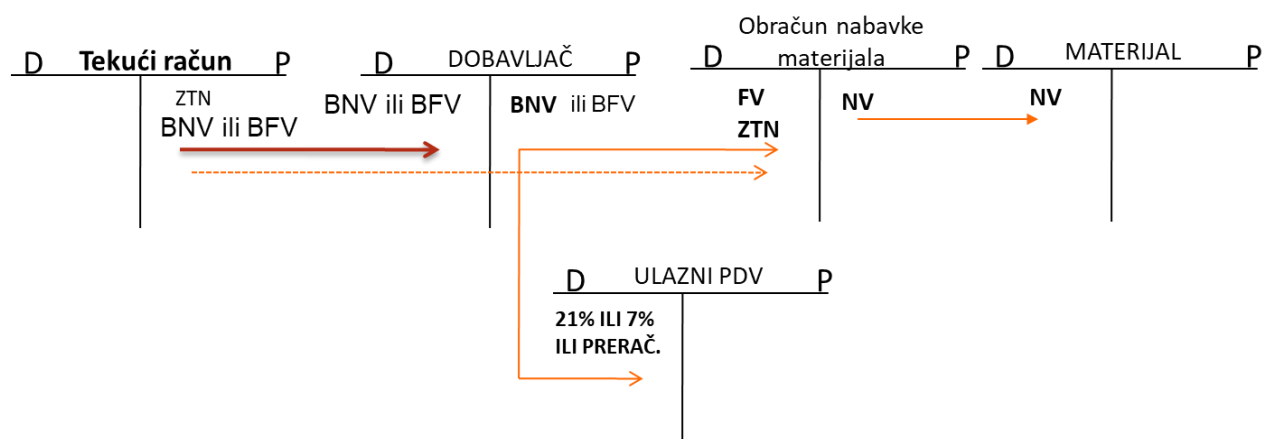 D Tekući račun P
ZTN
BNV ili BFV
D DOBAVLJAČ P
BNV ili BFV
BNV ili BFV
Obračun nabavke
D materijala P
FV
ZTN
NV
D MATERIJAL P
NV
D ULAZNI PDV P
21% ILI 7%
ILI PRERAČ.